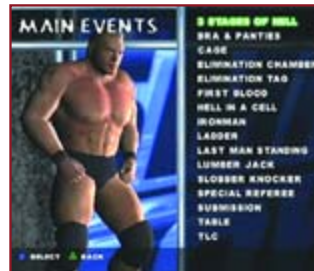 MAIN EVENTS
3 STAGES OF HELL
BRA & PANTIES
CAGE
ELIMINATION CHAMBER
ELIMINATION TAG
FIRST BLOOD
HELL IN A CELL
IRONMAN
LADDER
LAST MAN STANDING
LUMBER JACK
SLOBBER KNOCKER
SPECIAL REFEREE
SUBMISSION
TABLE
TLC
SELECT BACK